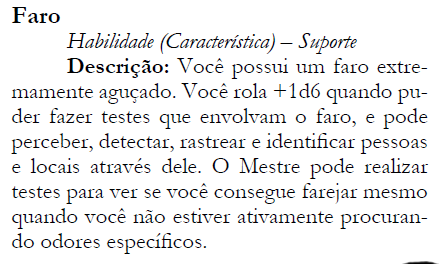 Faro
Habilidade (Característica) – Suporte
Descrição: Você possui um faro extre-
mamente aguçado. Você rola +1d6 quando pu-
der fazer testes que envolvam o faro, e pode
perceber, detectar, rastrear e identificar pessoas
e locais através dele. O Mestre pode realizar
testes para ver se você consegue farejar mesmo
quando você não estiver ativamente procuran-
do odores específicos.